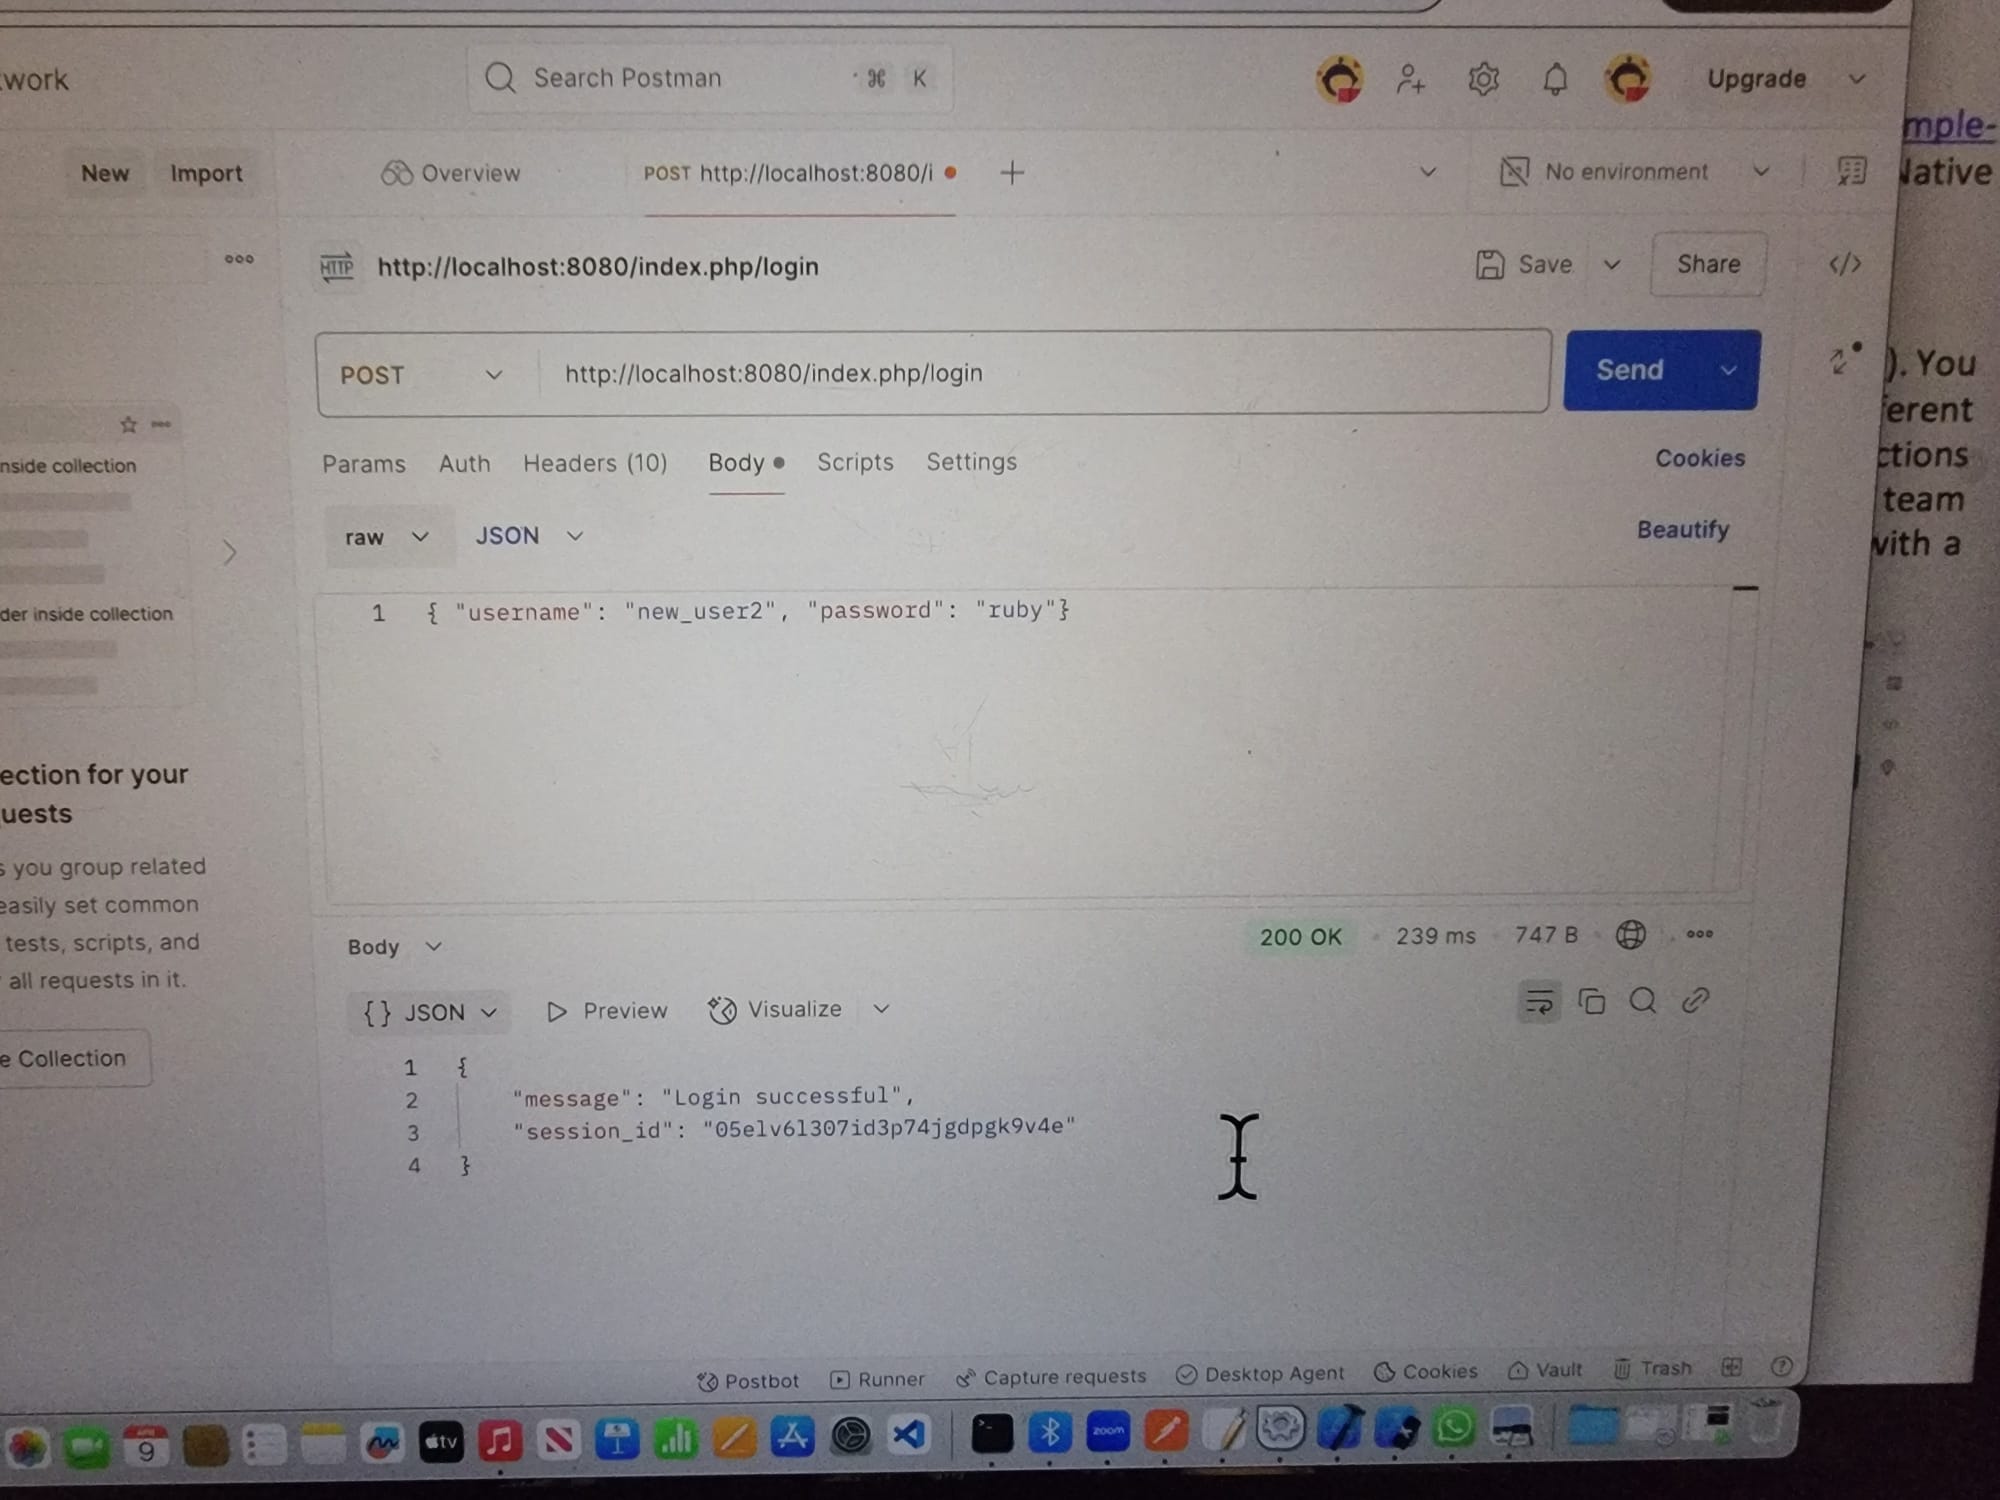 work
Search Postman
⌘ K
Upgrade
New
Import
Overview
POST http://localhost:8080/i
No environment
HTTP http://localhost:8080/index.php/login
Save
Share
</>
POST
http://localhost:8080/index.php/login
Send
Params
Auth
Headers (10)
Body
Scripts
Settings
Cookies
raw
JSON
Beautify
1 { "username": "new_user2", "password": "ruby"}
nside collection
der inside collection
ection for your
uests
s you group related
easily set common
tests, scripts, and
all requests in it.
e Collection
Body
200 OK
239 ms
747 B
{} JSON
Preview
Visualize
1 {
2 "message": "Login successful",
3 "session_id": "05elv6l307id3p74jgdpgk9v4e"
4 }
Postbot
Runner
Capture requests
Desktop Agent
Cookies
Vault
Trash
mple-
lative
). You
erent
ctions
team
with a
9
tv
zoom